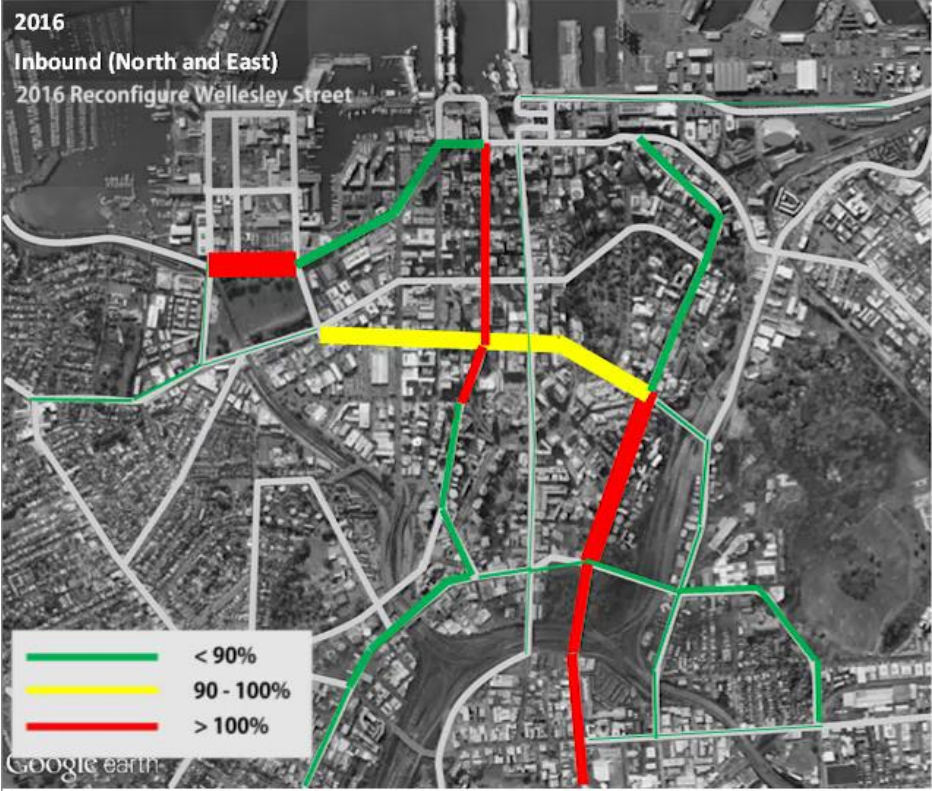 2016
Inbound (North and East)
2016 Reconfigure Wellesley Street
< 90%
90 - 100%
> 100%
Google earth